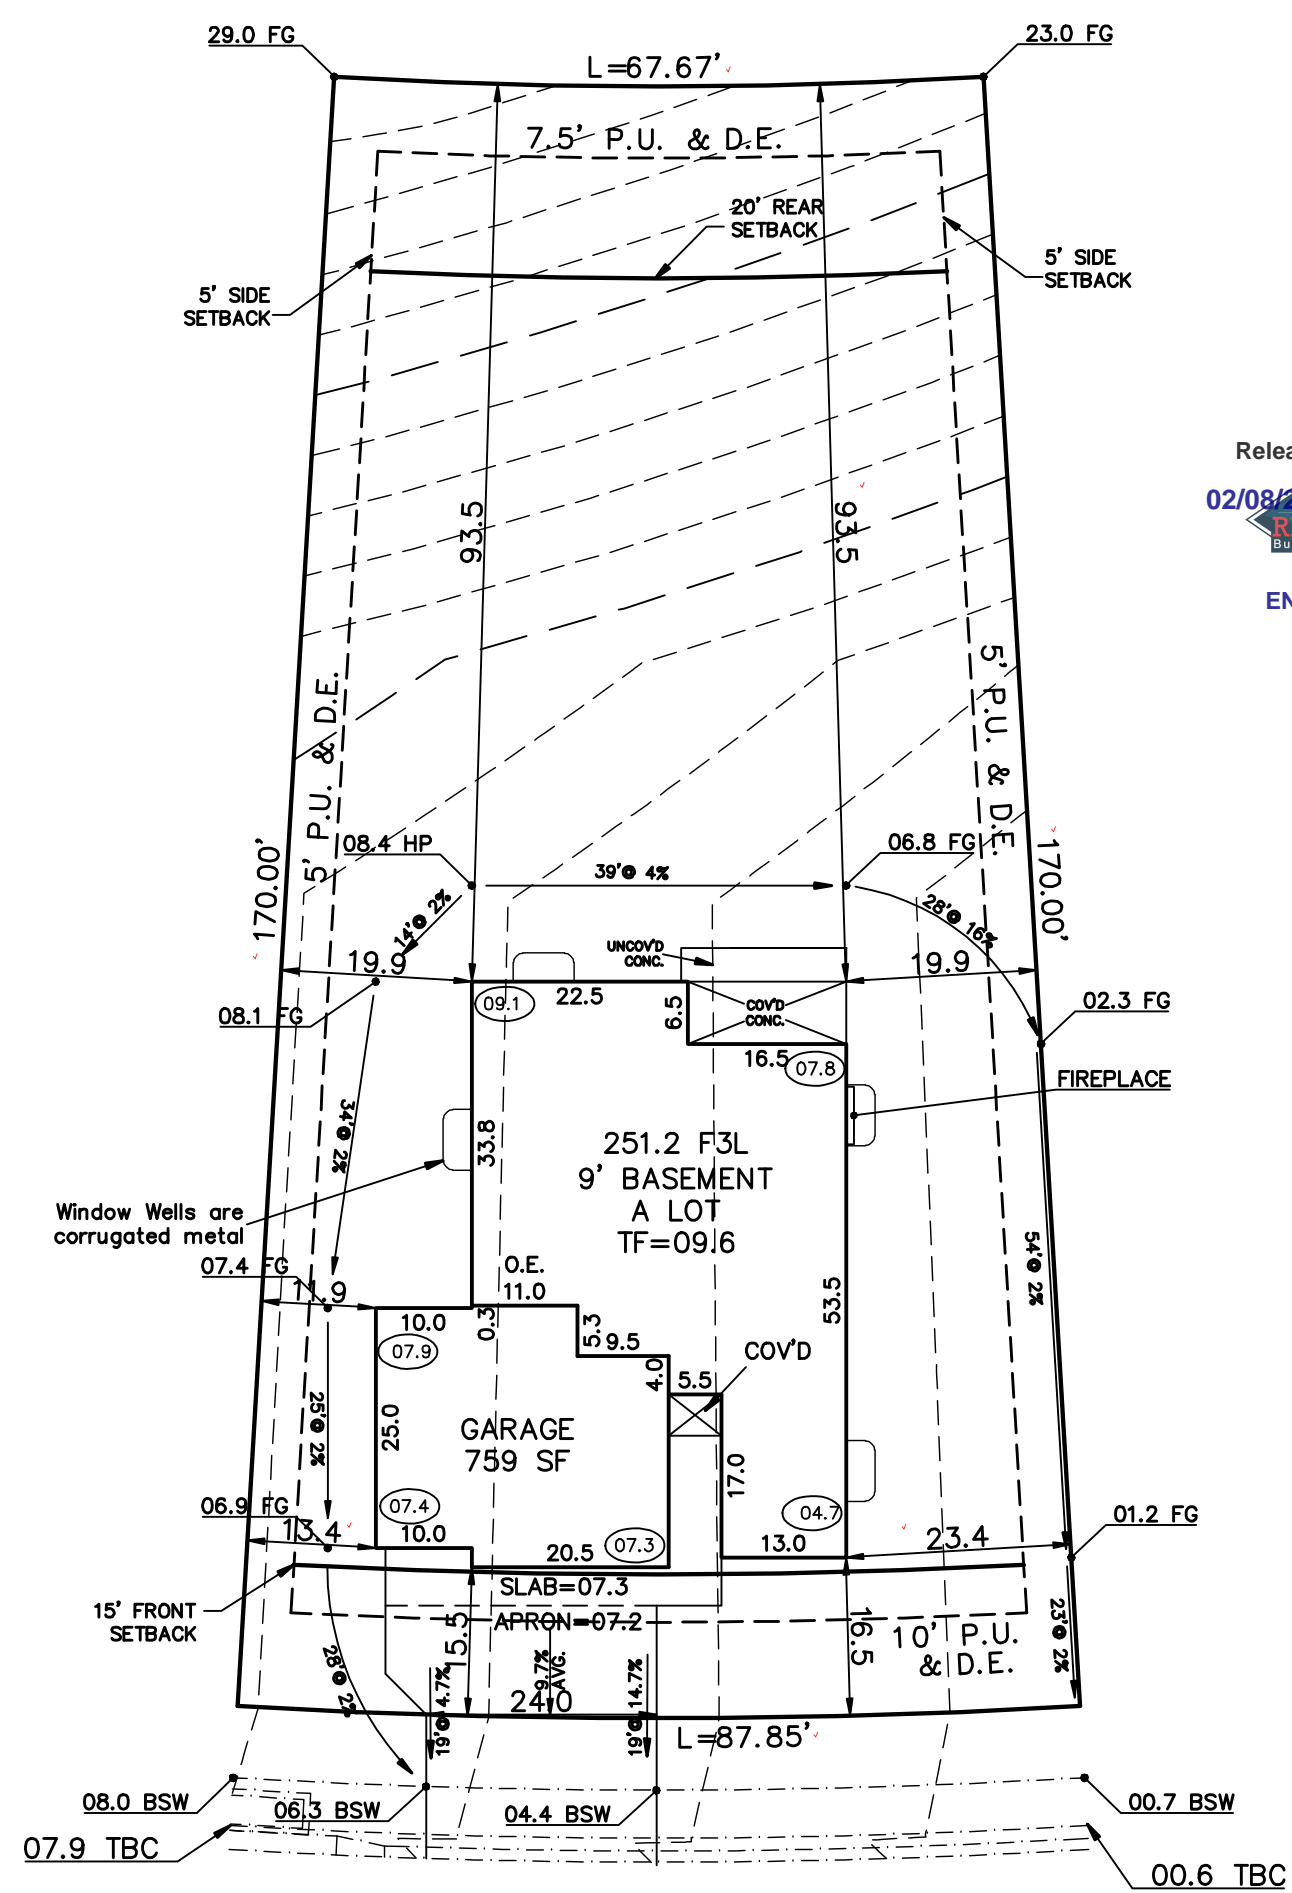 29.0 FG
23.0 FG
L=67.67'
7.5' P.U. & D.E.
20' REAR
SETBACK
5' SIDE
SETBACK
5' SIDE
SETBACK
93.5
93.5
02/08/
5' P.U. & D.E.
5' P.U. & D.E.
170.00'
170.00'
08.4 HP
06.8 FG
39'@ 4%
14'@ 2%
28'@ 16%
UNCOV'D
CONC.
19.9
19.9
09.1
22.5
6.5
COV'D
CONC.
08.1 FG
02.3 FG
16.5
07.8
FIREPLACE
34'@ 2%
33.8
251.2 F3L
9' BASEMENT
A LOT
TF=09.6
Window Wells are
corrugated metal
54'@ 2%
07.4 FG
11.9
O.E.
11.0
10.0
0.3
5.3
9.5
53.5
07.9
4.0
5.5
COV'D
25'@ 2%
25.0
GARAGE
759 SF
17.0
06.9 FG
13.4
07.4
10.0
04.7
01.2 FG
20.5
07.3
13.0
23.4
SLAB=07.3
15' FRONT
SETBACK
APRON=07.2
15.5
16.5
10' P.U.
& D.E.
23'@ 2%
28'@ 2%
19'@ 4.7%
9.7%
AVG.
19'@ 14.7%
24.0
L=87.85'
08.0 BSW
06.3 BSW
04.4 BSW
00.7 BSW
07.9 TBC
00.6 TBC